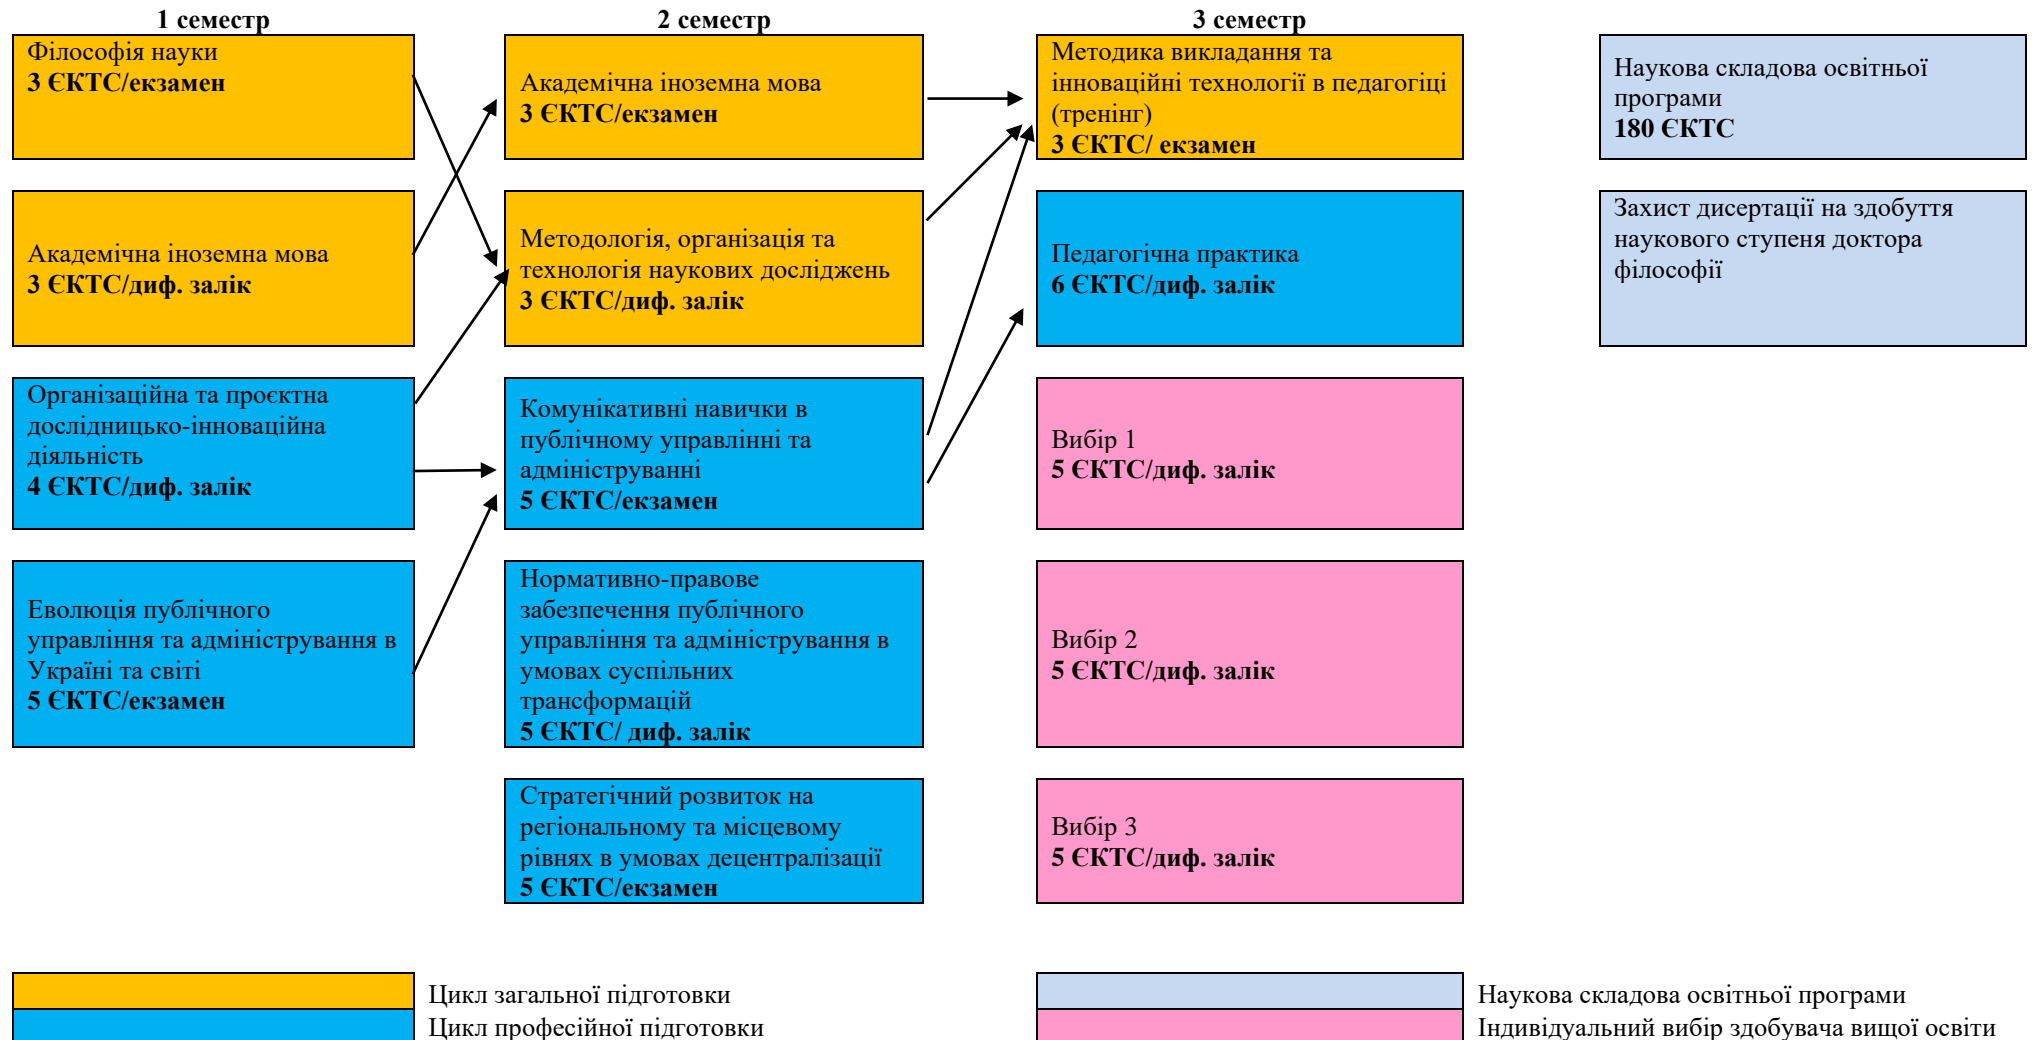 1 семестр
Філософія науки
3 ЄКТС/екзамен
Академічна іноземна мова
3 ЄКТС/диф. залік
Організаційна та проєктна
дослідницько-інноваційна
діяльність
4 ЄКТС/диф. залік
Еволюція публічного
управління та адміністрування в
Україні та світі
5 ЄКТС/екзамен
2 семестр
Академічна іноземна мова
3 ЄКТС/екзамен
Методологія, організація та
технологія наукових досліджень
3 ЄКТС/диф. залік
Комунікативні навички в
публічному управлінні та
адмініструванні
5 ЄКТС/екзамен
Нормативно-правове
забезпечення публічного
управління та адміністрування в
умовах суспільних
трансформацій
5 ЄКТС/ диф. залік
Стратегічний розвиток на
регіональному та місцевому
рівнях в умовах децентралізації
5 ЄКТС/екзамен
3 семестр
Методика викладання та
інноваційні технології в педагогіці
(тренінг)
3 ЄКТС/ екзамен
Педагогічна практика
6 ЄКТС/диф. залік
Вибір 1
5 ЄКТС/диф. залік
Вибір 2
5 ЄКТС/диф. залік
Вибір 3
5 ЄКТС/диф. залік
Наукова складова освітньої
програми
180 ЄКТС
Захист дисертації на здобуття
наукового ступеня доктора
філософії
Цикл загальної підготовки
Цикл професійної підготовки
Наукова складова освітньої програми
Індивідуальний вибір здобувача вищої освіти